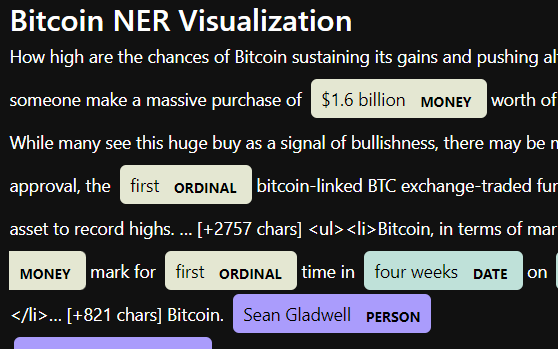 Bitcoin NER Visualization
How high are the chances of Bitcoin sustaining its gains and pushing
someone make a massive purchase of $1.6 billion MONEY worth of
While many see this huge buy as a signal of bullishness, there may be
approval, the first ORDINAL bitcoin-linked BTC exchange-traded
asset to record highs. … [+2757 chars] <ul><li>Bitcoin, in terms of
MONEY mark for first ORDINAL time in four weeks DATE on
</li>… [+821 chars] Bitcoin. Sean Gladwell PERSON